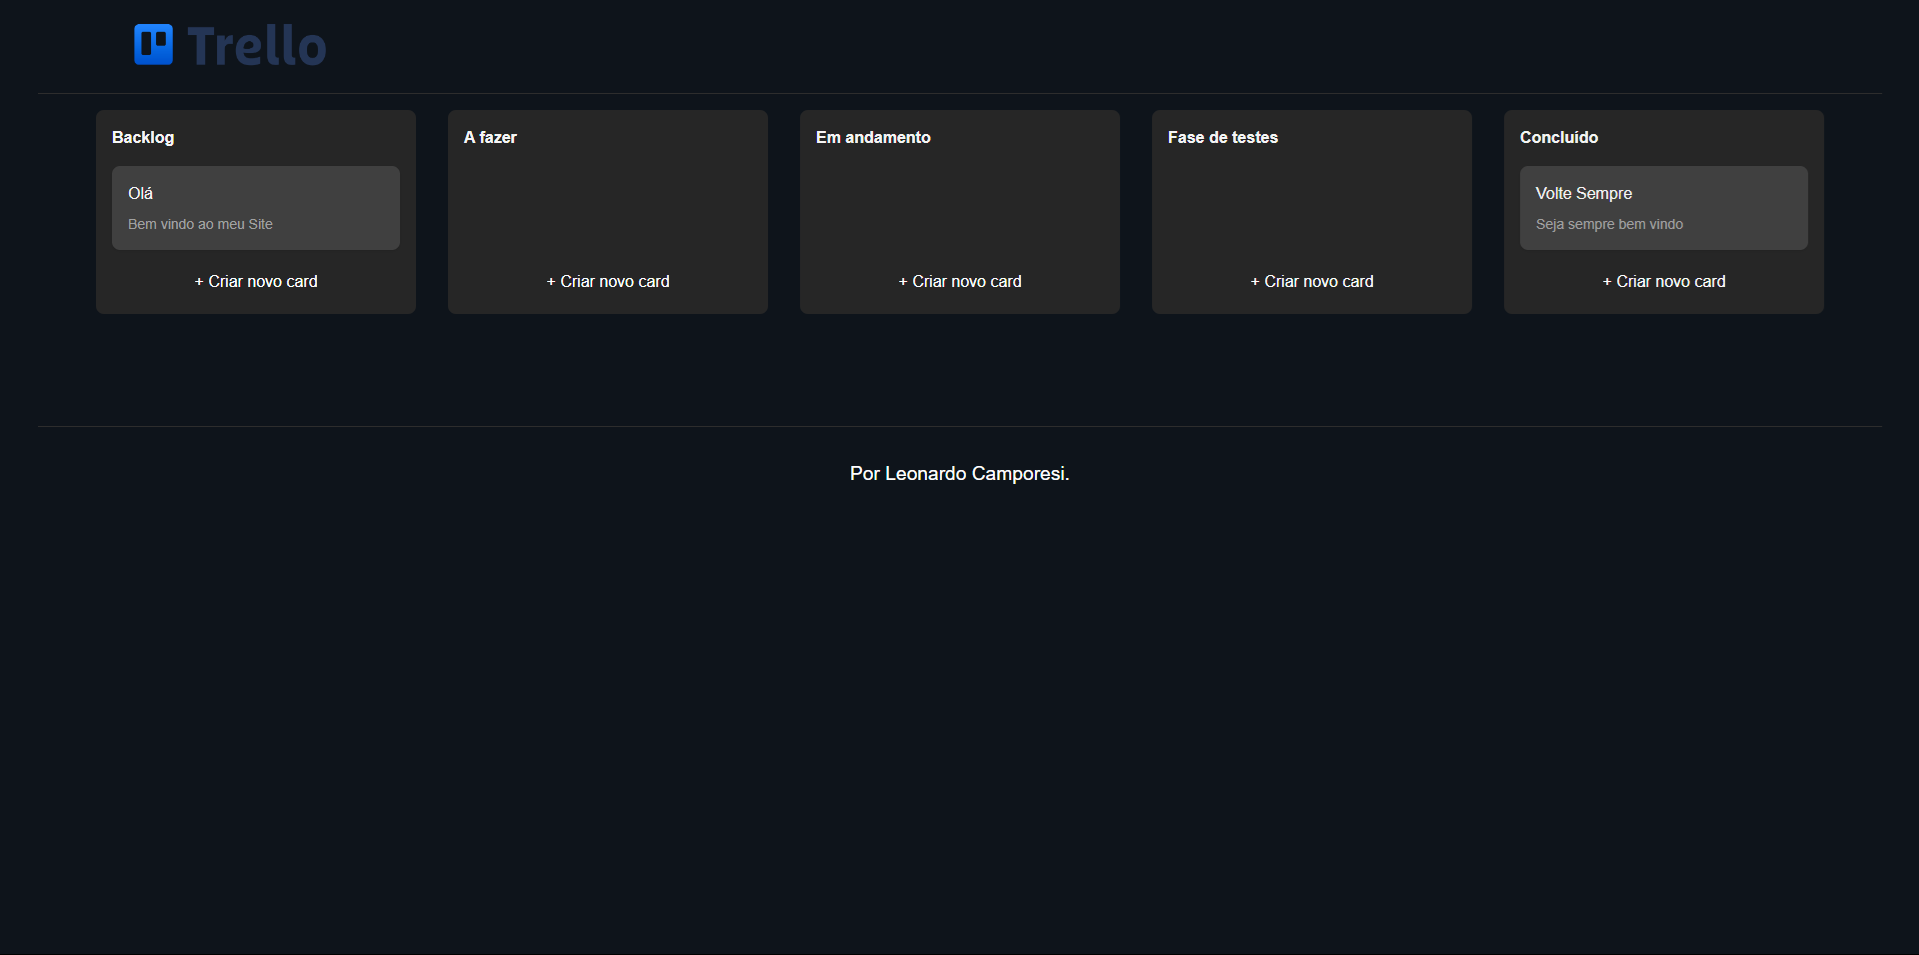 Trello
Backlog
Olá
Bem vindo ao meu Site
+ Criar novo card
A fazer
+ Criar novo card
Em andamento
+ Criar novo card
Fase de testes
+ Criar novo card
Concluído
Volte Sempre
Seja sempre bem vindo
+ Criar novo card
Por Leonardo Camporesi.